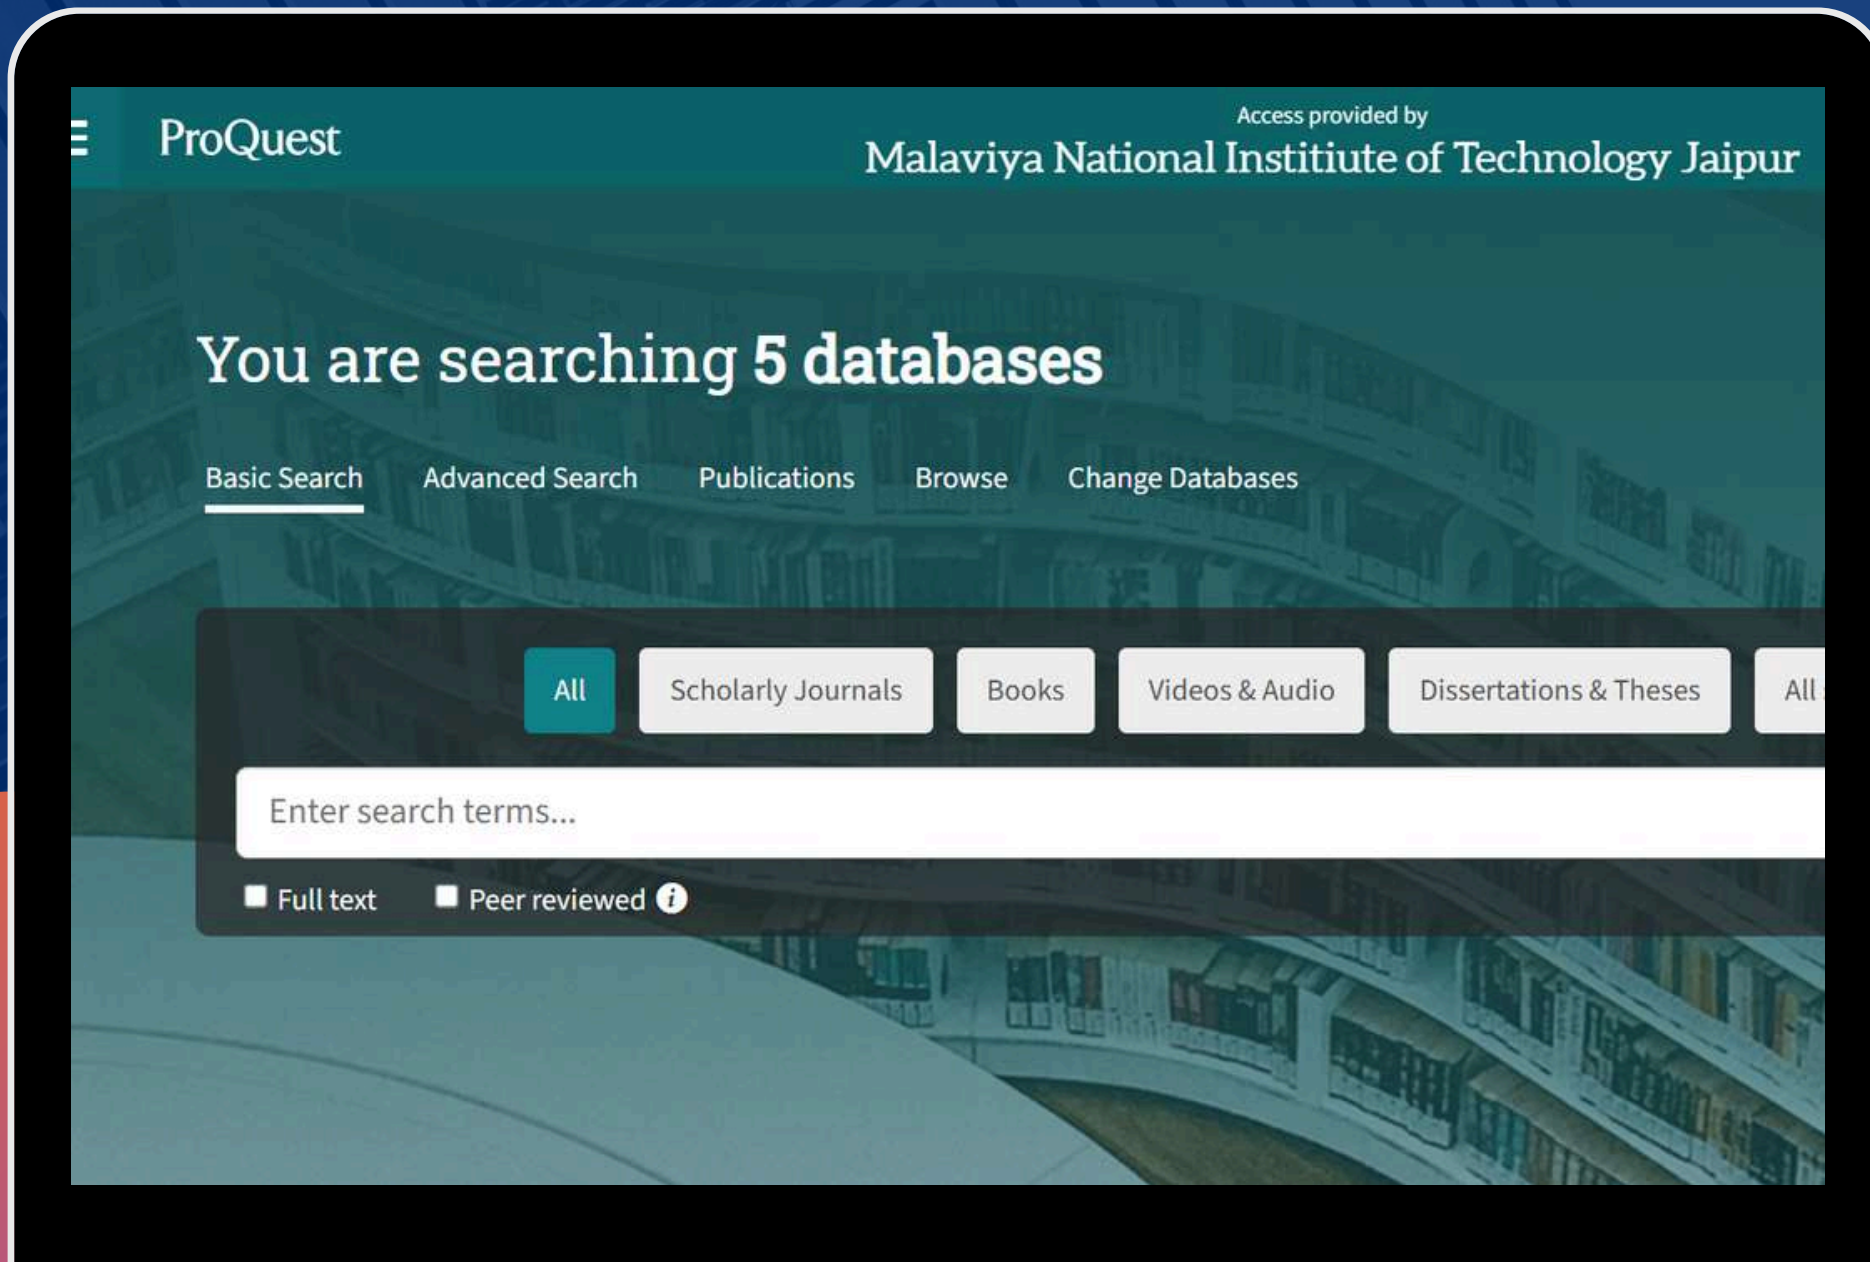 ProQuest
Access provided by
Malaviya National Institiute of Technology Jaipur
You are searching 5 databases
Basic Search Advanced Search Publications Browse Change Databases
All Scholarly Journals Books Videos & Audio Dissertations & Theses All
Enter search terms...
Full text Peer reviewed i